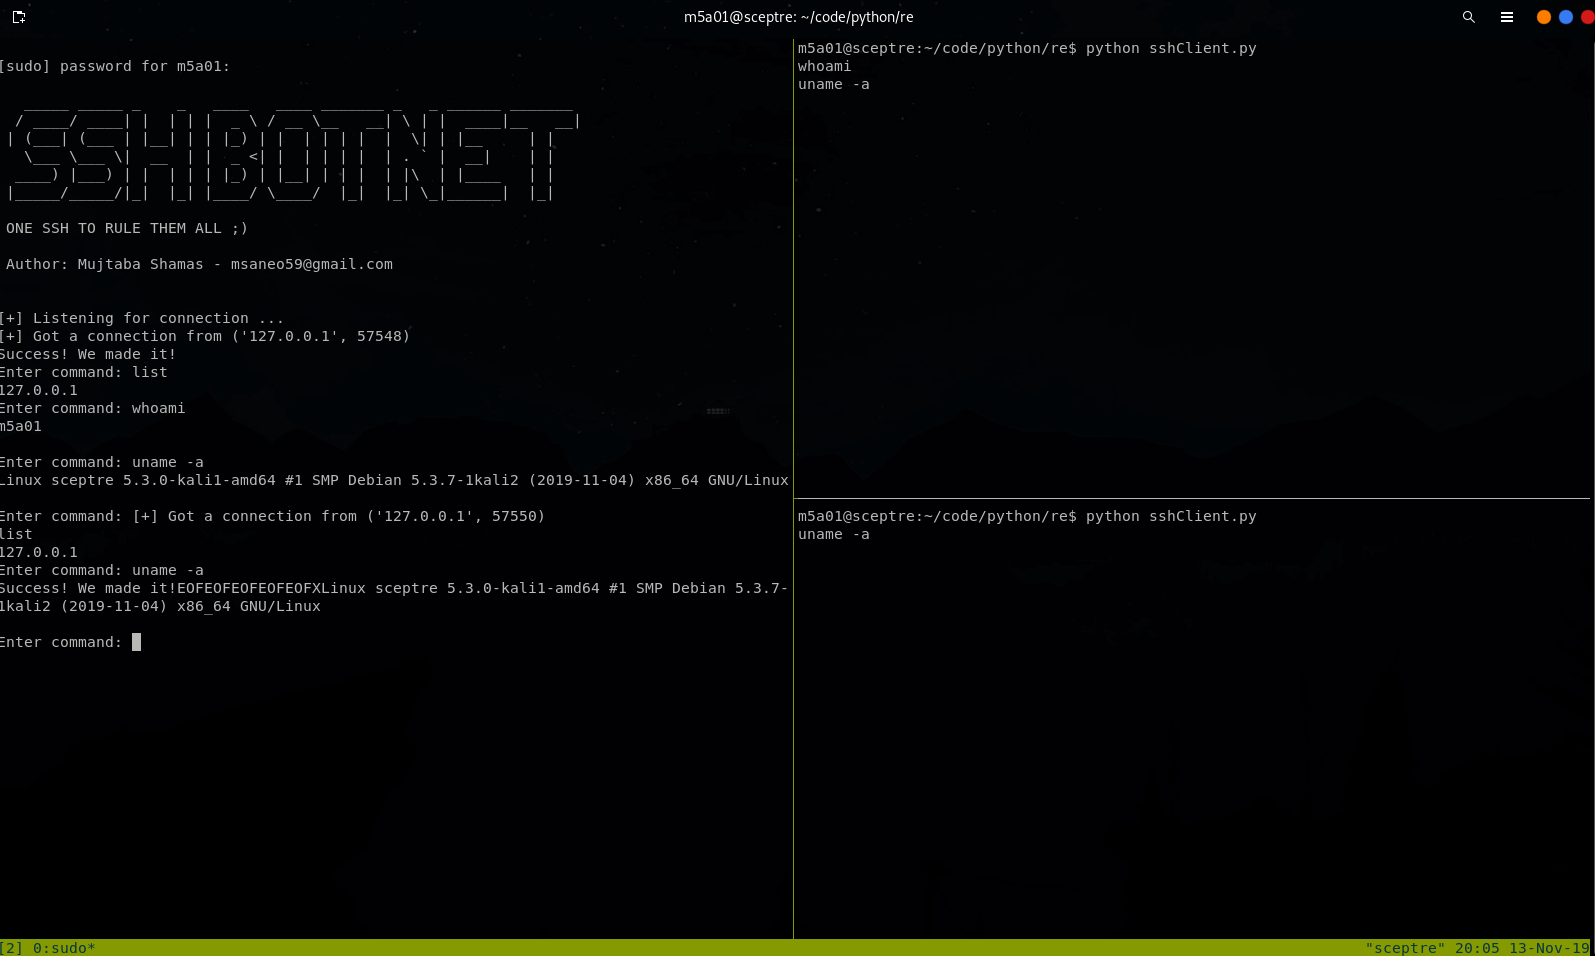 m5a01@sceptre: ~/code/python/re
[sudo] password for m5a01:
SSHBOTNET
ONE SSH TO RULE THEM ALL ;)
Author: Mujtaba Shamas - msaneo59@gmail.com
[+] Listening for connection ...
[+] Got a connection from ('127.0.0.1', 57548)
Success! We made it!
Enter command: list
127.0.0.1
Enter command: whoami
m5a01
Enter command: uname -a
Linux sceptre 5.3.0-kali1-amd64 #1 SMP Debian 5.3.7-1kali2 (2019-11-04) x86_64 GNU/Linux
Enter command: [+] Got a connection from ('127.0.0.1', 57550)
list
127.0.0.1
Enter command: uname -a
Success! We made it!EOFEOFEOFEOFEOFXLinux sceptre 5.3.0-kali1-amd64 #1 SMP Debian 5.3.7-
1kali2 (2019-11-04) x86_64 GNU/Linux
Enter command:
m5a01@sceptre:~/code/python/re$ python sshClient.py
whoami
uname -a
m5a01@sceptre:~/code/python/re$ python sshClient.py
uname -a
[2] 0:sudo*
"sceptre" 20:05 13-Nov-19